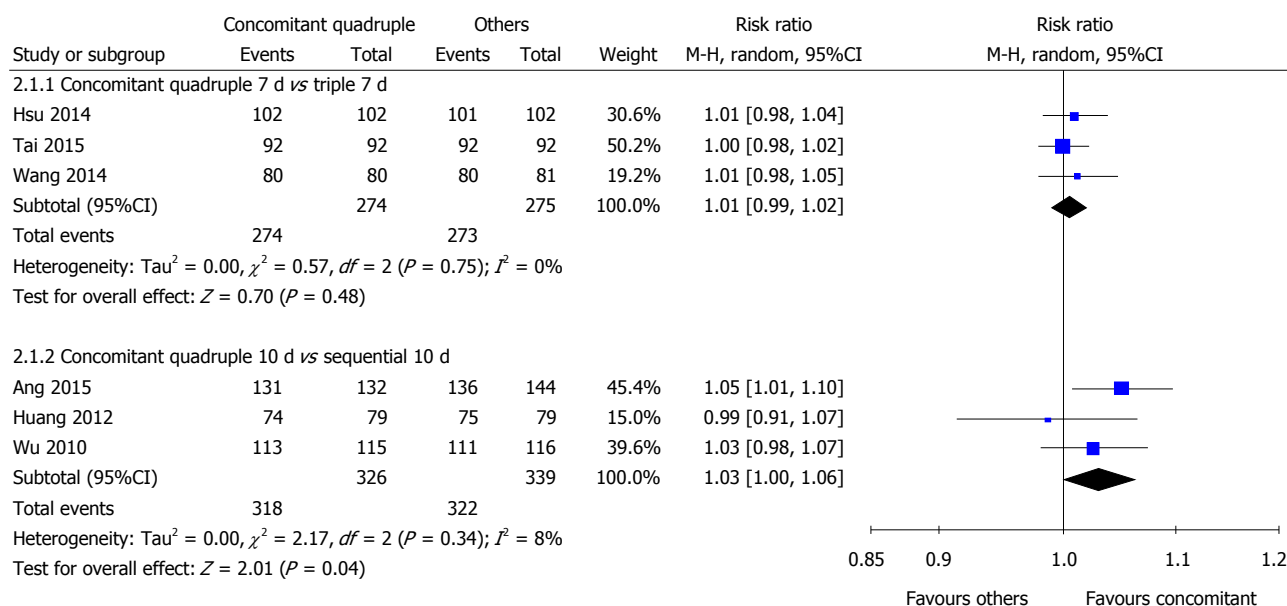 Concomitant quadruple Others Risk ratio Risk ratio
Study or subgroup Events Total Events Total Weight M-H, random, 95%CI M-H, random, 95%CI
2.1.1 Concomitant quadruple 7 d vs triple 7 d
Hsu 2014 102 102 101 102 30.6% 1.01 [0.98, 1.04]
Tai 2015 92 92 92 92 50.2% 1.00 [0.98, 1.02]
Wang 2014 80 80 80 81 19.2% 1.01 [0.98, 1.05]
Subtotal (95%CI) 274 275 100.0% 1.01 [0.99, 1.02]
Total events 274 273
Heterogeneity: Tau² = 0.00, χ² = 0.57, df = 2 (P = 0.75); I² = 0%
Test for overall effect: Z = 0.70 (P = 0.48)
2.1.2 Concomitant quadruple 10 d vs sequential 10 d
Ang 2015 131 132 136 144 45.4% 1.05 [1.01, 1.10]
Huang 2012 74 79 75 79 15.0% 0.99 [0.91, 1.07]
Wu 2010 113 115 111 116 39.6% 1.03 [0.98, 1.07]
Subtotal (95%CI) 326 339 100.0% 1.03 [1.00, 1.06]
Total events 318 322
Heterogeneity: Tau² = 0.00, χ² = 2.17, df = 2 (P = 0.34); I² = 8%
Test for overall effect: Z = 2.01 (P = 0.04)
0.85 0.9 1.0 1.1 1.2
Favours others Favours concomitant